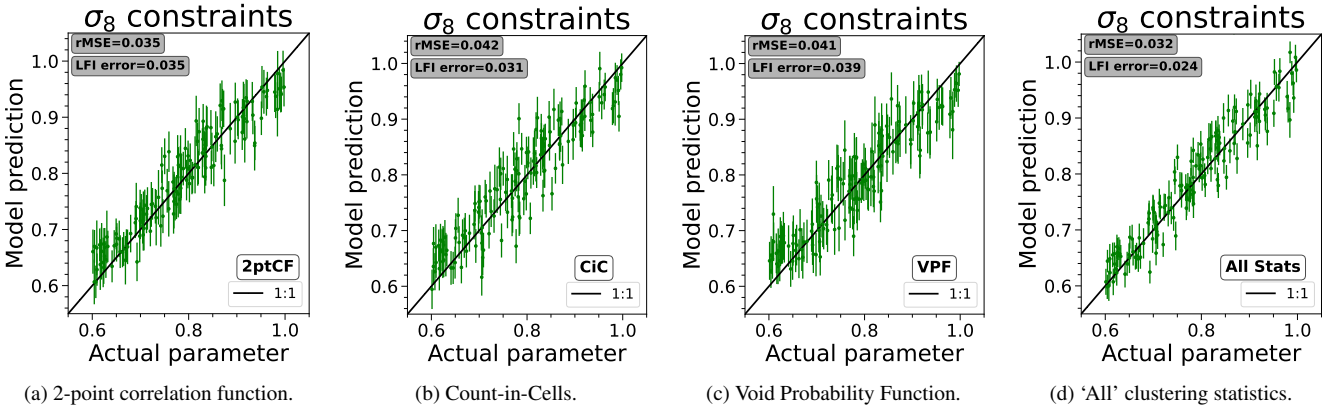 σ8 constraints
rMSE=0.035
LFI error=0.035
1.0
0.9
0.8
0.7
0.6
Model prediction
2ptCF
1:1
0.6 0.8 1.0
Actual parameter
(a) 2-point correlation function.
σ8 constraints
rMSE=0.042
LFI error=0.031
1.0
0.9
0.8
0.7
0.6
Model prediction
CiC
1:1
0.6 0.8 1.0
Actual parameter
(b) Count-in-Cells.
σ8 constraints
rMSE=0.041
LFI error=0.039
1.0
0.9
0.8
0.7
0.6
Model prediction
VPF
1:1
0.6 0.8 1.0
Actual parameter
(c) Void Probability Function.
σ8 constraints
rMSE=0.032
LFI error=0.024
1.0
0.9
0.8
0.7
0.6
Model prediction
All Stats
1:1
0.6 0.8 1.0
Actual parameter
(d) ‘All’ clustering statistics.